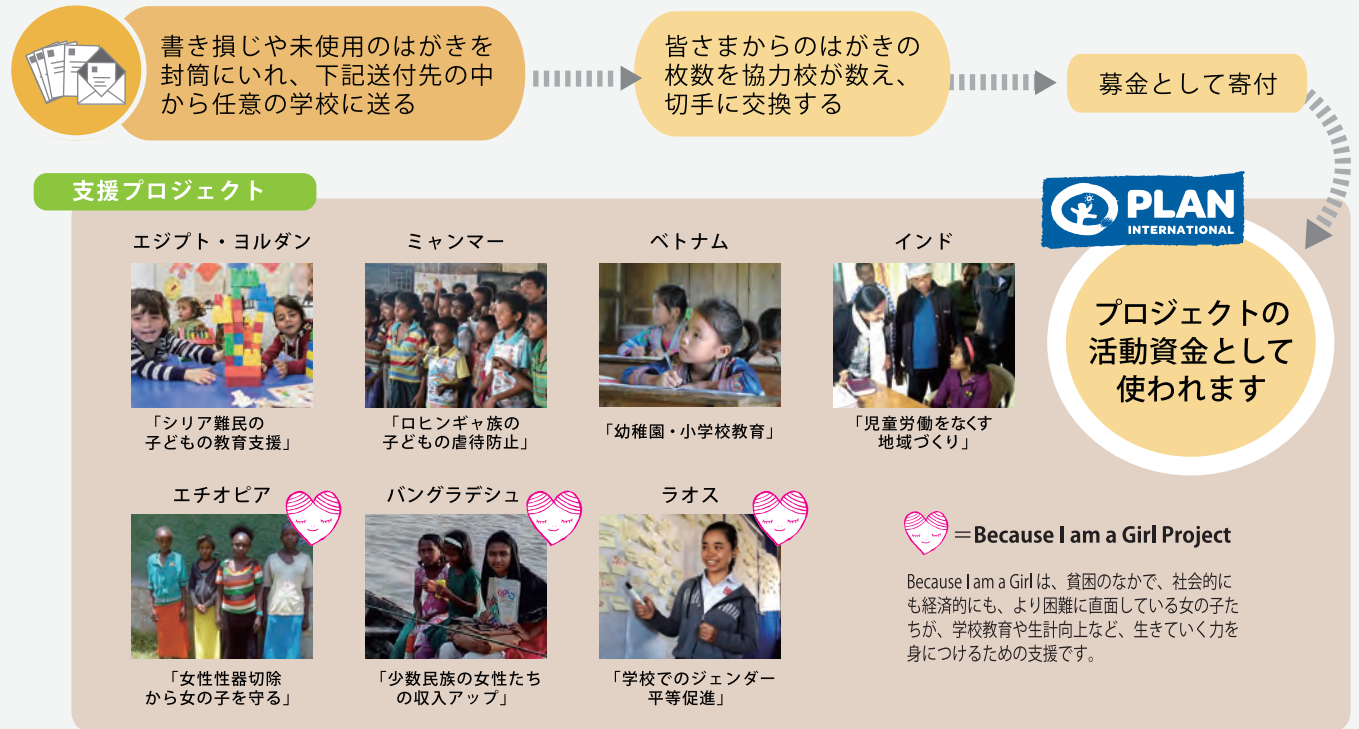 書き損じや未使用のはがきを
封筒にいれ、下記送付先の中
から任意の学校に送る
皆さまからのはがきの
枚数を協力校が数え、
切手に交換する
募金として寄付
支援プロジェクト
PLAN
INTERNATIONAL
プロジェクトの
活動資金として
使われます
エジプト・ヨルダン
「シリア難民の
子どもの教育支援」
ミャンマー
「ロヒンギャ族の
子どもの虐待防止」
ベトナム
「幼稚園・小学校教育」
インド
「児童労働をなくす
地域づくり」
エチオピア
「女性性器切除
から女の子を守る」
バングラデシュ
「少数民族の女性たち
の収入アップ」
ラオス
「学校でのジェンダー
平等促進」
＝Because I am a Girl Project
Because I am a Girl は、貧困のなかで、社会的に
も経済的にも、より困難に直面している女の子た
ちが、学校教育や生計向上など、生きていく力を
身につけるための支援です。